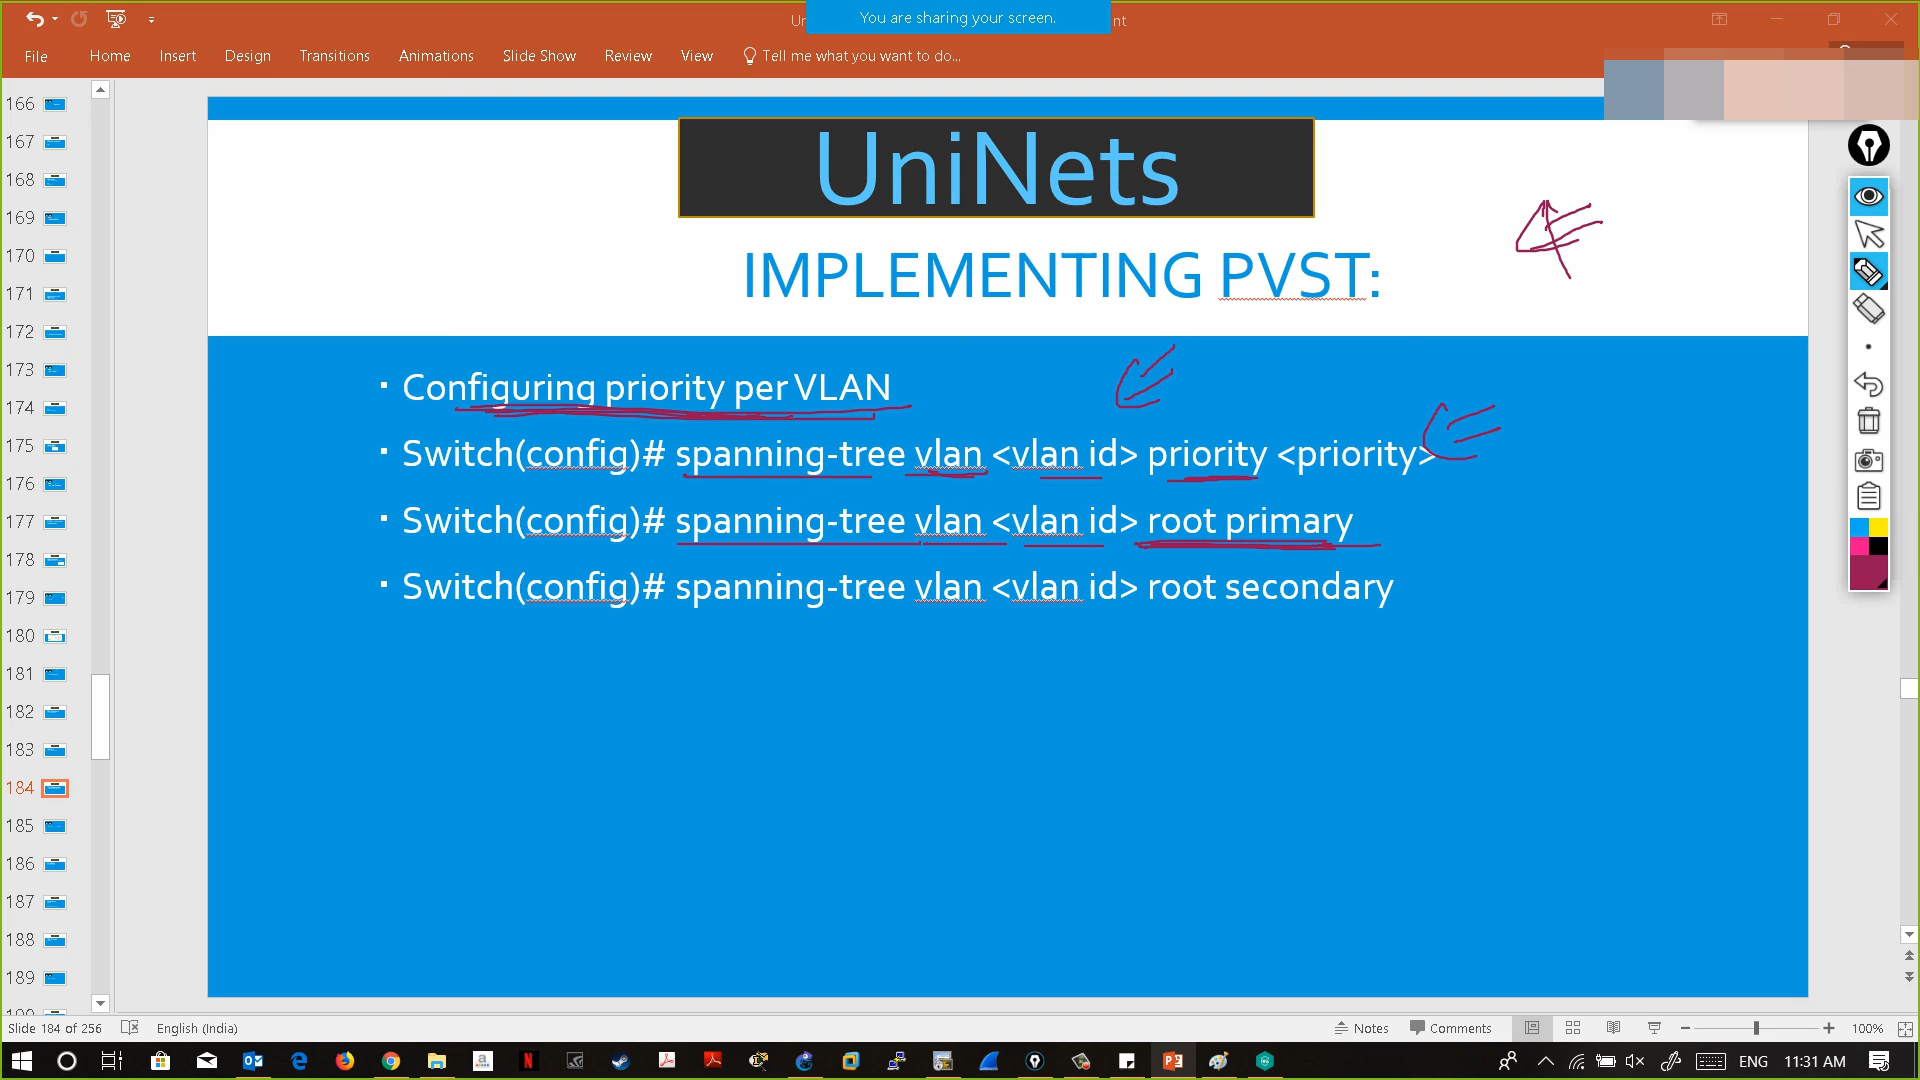 Un
You are sharing your screen.
nt
File Home Insert Design Transitions Animations Slide Show Review View Tell me what you want to do...
166
167
168
169
170
171
172
173
174
175
176
177
178
179
180
181
182
183
184
185
186
187
188
189
UniNets
IMPLEMENTING PVST:
▪ Configuring priority per VLAN
▪ Switch(config)# spanning-tree vlan <vlan id> priority <priority>
▪ Switch(config)# spanning-tree vlan <vlan id> root primary
▪ Switch(config)# spanning-tree vlan <vlan id> root secondary
Slide 184 of 256 English (India) Notes Comments 100%
ENG 11:31 AM